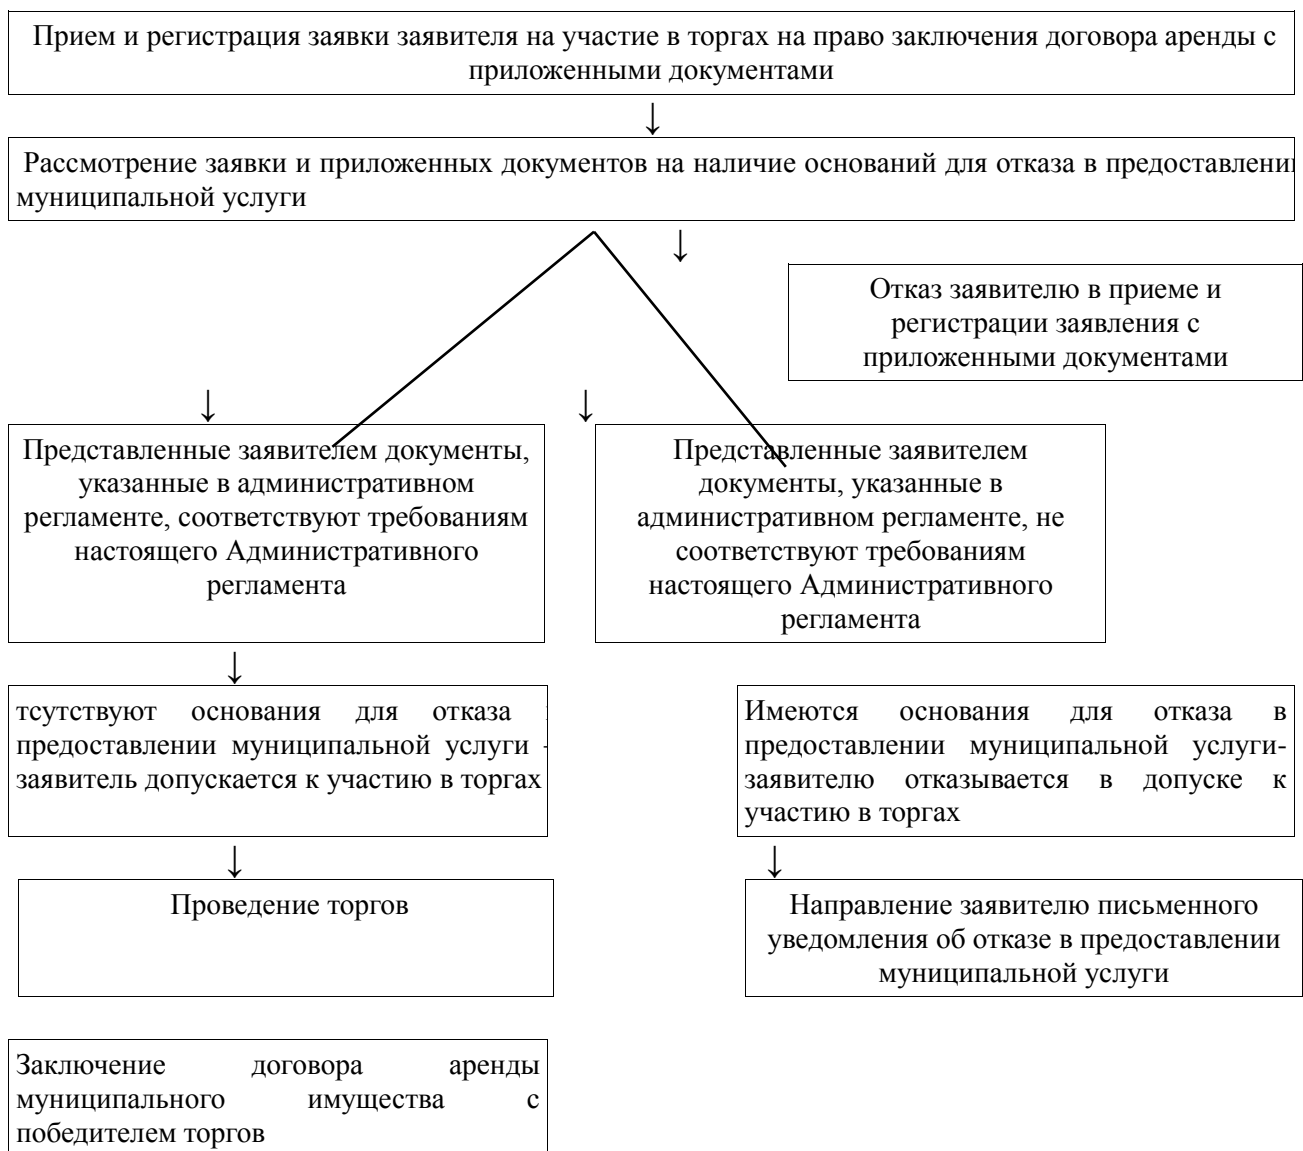 Прием и регистрация заявки заявителя на участие в торгах на право заключения договора аренды с
приложенными документами
↓
Рассмотрение заявки и приложенных документов на наличие оснований для отказа в предоставлени
муниципальной услуги
↓
Отказ заявителю в приеме и
регистрации заявления с
приложенными документами
↓ ↓
Представленные заявителем документы,
указанные в административном
регламенте, соответствуют требованиям
настоящего Административного
регламента
Представленные заявителем
документы, указанные в
административном регламенте, не
соответствуют требованиям
настоящего Административного
регламента
↓
тсутствуют основания для отказа
предоставлении муниципальной услуги -
заявитель допускается к участию в торгах
Имеются основания для отказа в
предоставлении муниципальной услуги-
заявителю отказывается в допуске к
участию в торгах
↓ ↓
Проведение торгов
Направление заявителю письменного
уведомления об отказе в предоставлении
муниципальной услуги
Заключение договора аренды
муниципального имущества с
победителем торгов